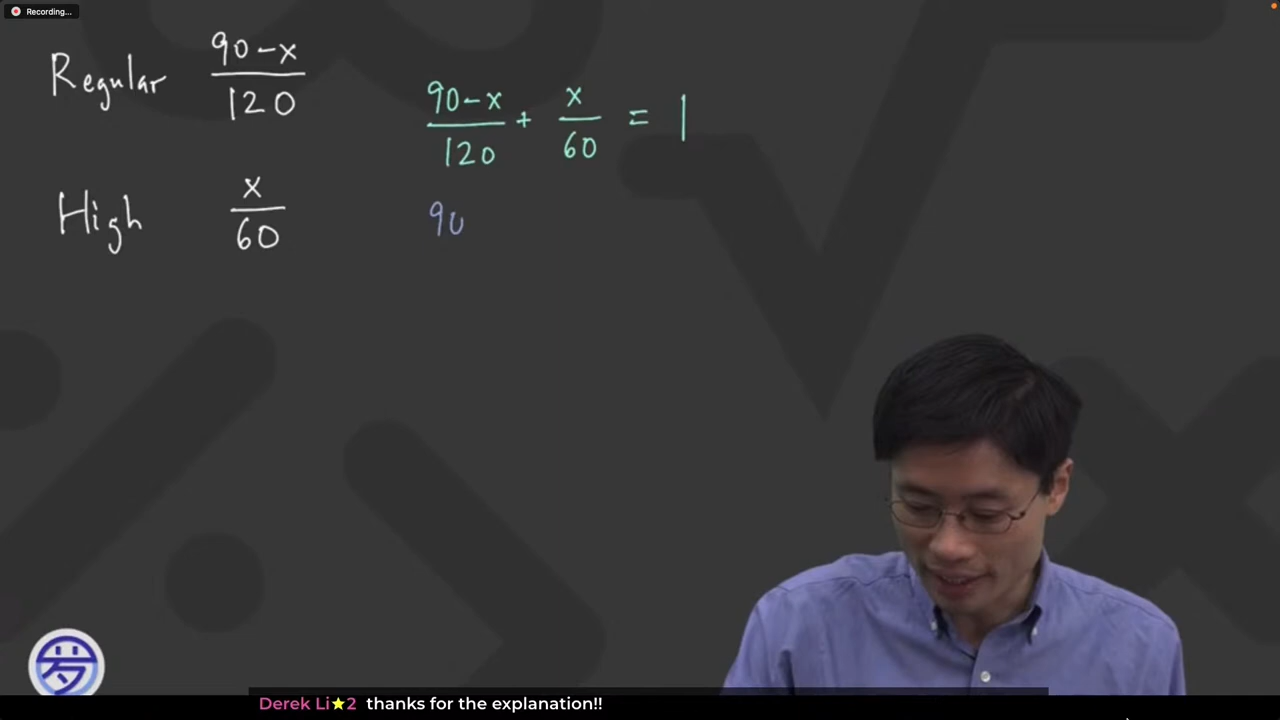 Recording...
Regular (90-x)/120
(90-x)/120 + x/60 = 1
High x/60
90
Derek Li★2 thanks for the explanation!!